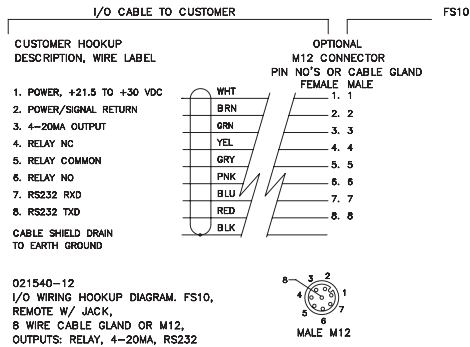 I/O CABLE TO CUSTOMER FS10
CUSTOMER HOOKUP
DESCRIPTION, WIRE LABEL
OPTIONAL
M12 CONNECTOR
PIN NO'S OR CABLE GLAND
FEMALE MALE
1. POWER, +21.5 TO +30 VDC WHT 1. 1
2. POWER/SIGNAL RETURN BRN 2. 2
3. 4-20MA OUTPUT GRN 3. 3
4. RELAY NC YEL 4. 4
5. RELAY COMMON GRY 5. 5
6. RELAY NO PNK 6. 6
7. RS232 RXD BLU 7. 7
8. RS232 TXD RED 8. 8
CABLE SHIELD DRAIN BLK
TO EARTH GROUND
021540-12
I/O WIRING HOOKUP DIAGRAM. FS10,
REMOTE W/ JACK,
8 WIRE CABLE GLAND OR M12,
OUTPUTS: RELAY, 4-20MA, RS232
8 3 2
4 1
5 6 7
MALE M12